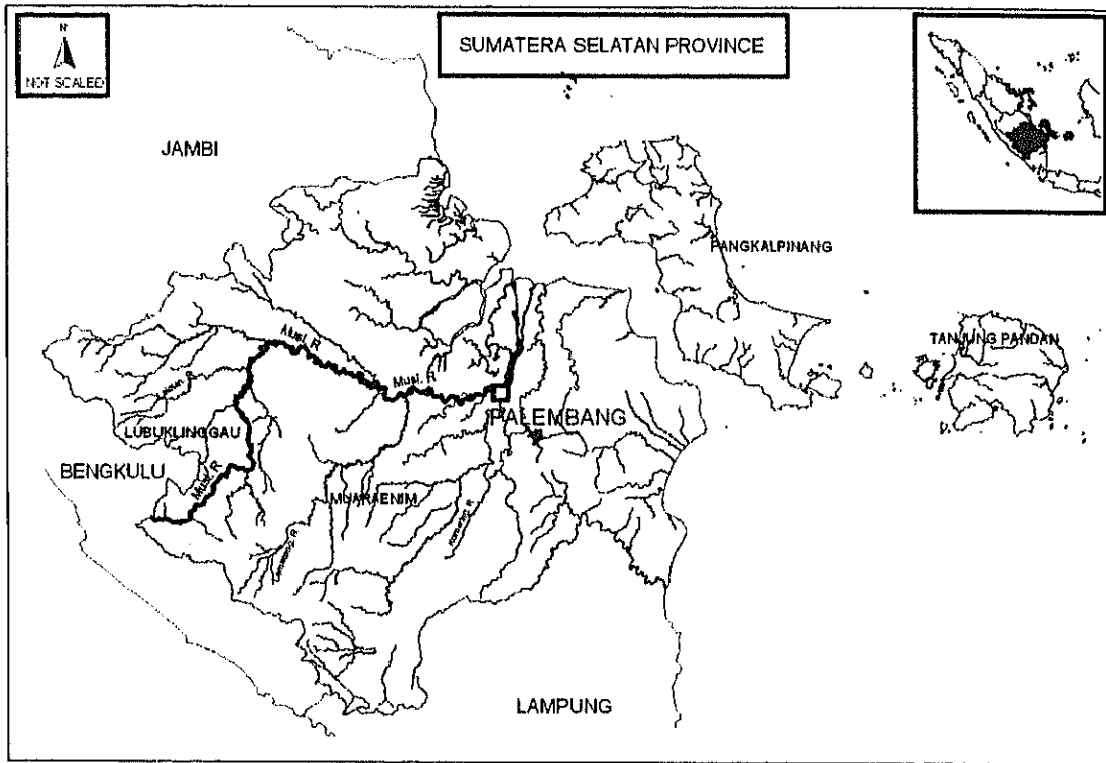 N
NOT SCALED
SUMATERA SELATAN PROVINCE
JAMBI
PANGKALPINANG
TANJUNG PANDAN
Musi. R
Musi. R
PALEMBANG
LUBUKLINGGAU
BENGKULU
Musi. R
MUARAENIM
LAMPUNG